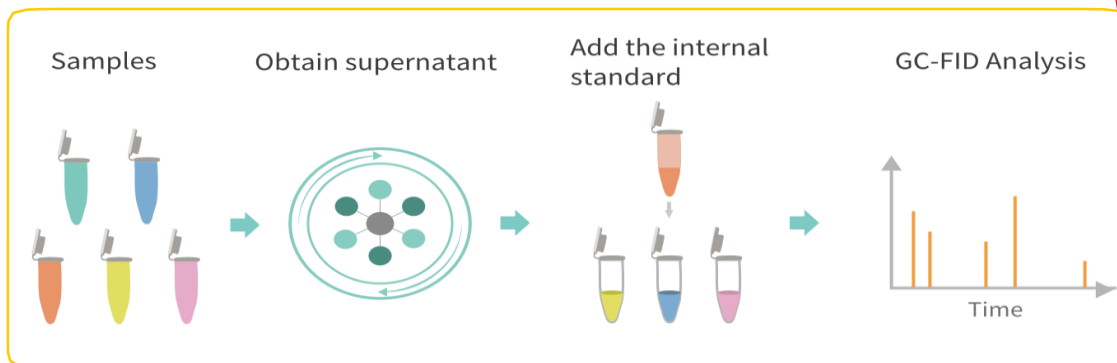 Samples
Obtain supernatant
Add the internal
standard
GC-FID Analysis
Time